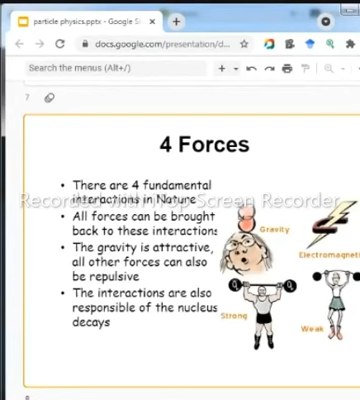 particle physics.pptx - Google Sl
docs.google.com/presentation/d...
Search the menus (Alt+/)
7
4 Forces
• There are 4 fundamental
interactions in Nature
Recorded with iTop Screen Recorder
• All forces can be brought
back to these interactions
• The gravity is attractive,
all other forces can also
be repulsive
• The interactions are also
responsible of the nucleus
decays
Gravity
Electromagneti
Strong
Weak
8